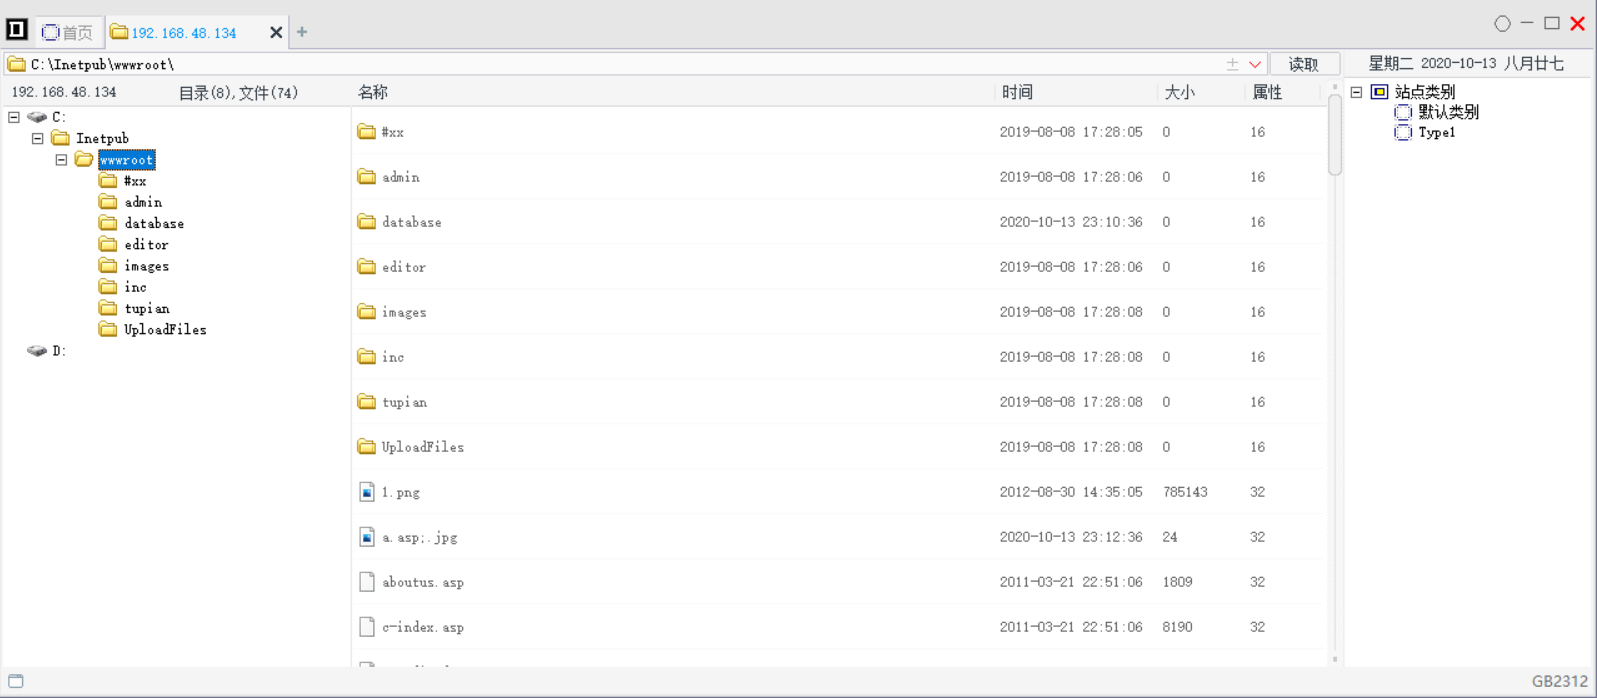 首页
192.168.48.134
C:\Inetpub\wwwroot\
读取
星期二 2020-10-13 八月廿七
192.168.48.134 目录(8),文件(74)
名称 时间 大小 属性
C:
Inetpub
wwwroot
#xx
admin
database
editor
images
inc
tupian
UploadFiles
D:
#xx 2019-08-08 17:28:05 0 16
admin 2019-08-08 17:28:06 0 16
database 2020-10-13 23:10:36 0 16
editor 2019-08-08 17:28:06 0 16
images 2019-08-08 17:28:08 0 16
inc 2019-08-08 17:28:08 0 16
tupian 2019-08-08 17:28:08 0 16
UploadFiles 2019-08-08 17:28:08 0 16
1.png 2012-08-30 14:35:05 785143 32
a.asp;.jpg 2020-10-13 23:12:36 24 32
aboutus.asp 2011-03-21 22:51:06 1809 32
c-index.asp 2011-03-21 22:51:06 8190 32
站点类别
默认类别
Type1
GB2312